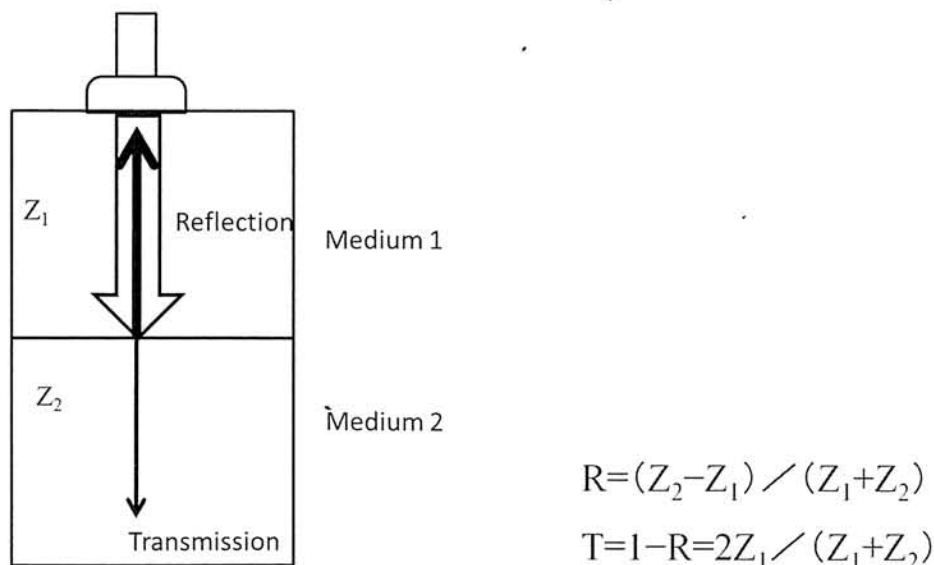 Z₁
Reflection
Medium 1
Z₂
Medium 2
Transmission
R=(Z₂−Z₁)／(Z₁+Z₂)
T=1−R=2Z₁／(Z₁+Z₂)